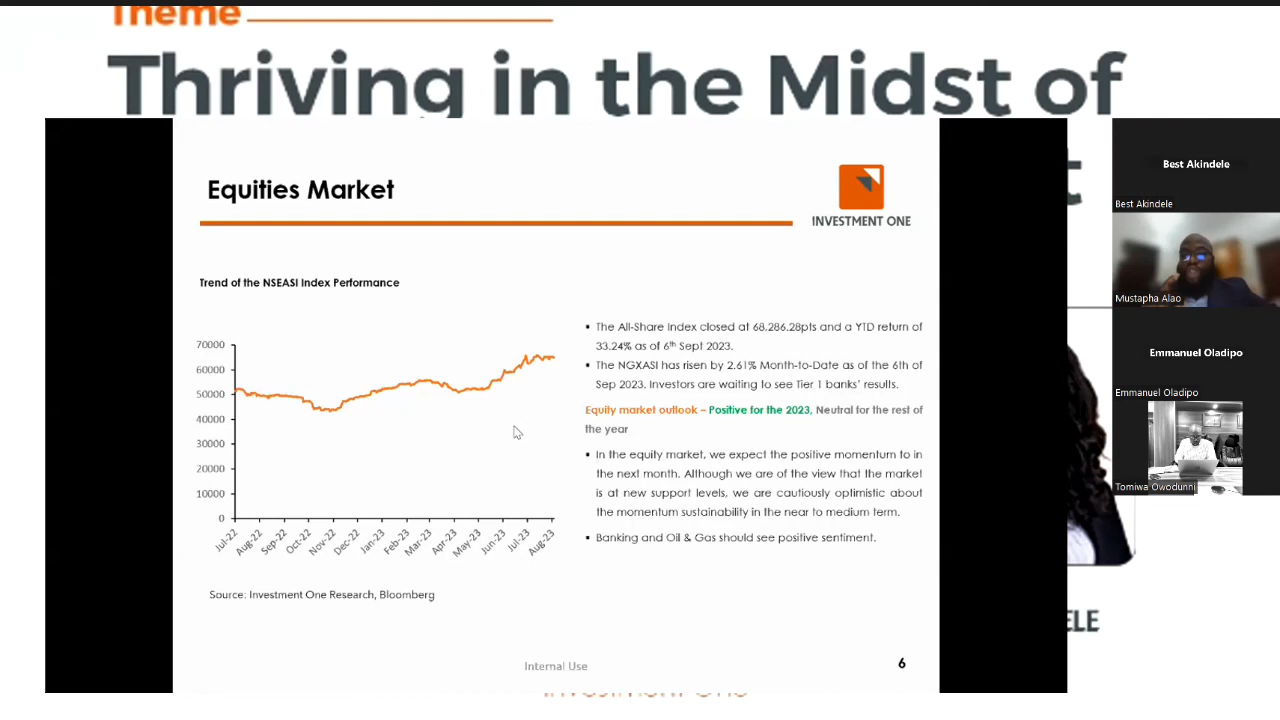 Theme
Thriving in the Midst of
Equities Market
INVESTMENT ONE
Trend of the NSEASI Index Performance
70000
60000
50000
40000
30000
20000
10000
0
Jul-22
Aug-22
Sep-22
Oct-22
Nov-22
Dec-22
Jan-23
Feb-23
Mar-23
Apr-23
May-23
Jun-23
Jul-23
Aug-23
Source: Investment One Research, Bloomberg
▪ The All-Share Index closed at 68,286.28pts and a YTD return of
33.24% as of 6th Sept 2023.
▪ The NGXASI has risen by 2.61% Month-to-Date as of the 6th of
Sep 2023. Investors are waiting to see Tier 1 banks’ results.
Equity market outlook – Positive for the 2023, Neutral for the rest of
the year
▪ In the equity market, we expect the positive momentum to in
the next month. Although we are of the view that the market
is at new support levels, we are cautiously optimistic about
the momentum sustainability in the near to medium term.
▪ Banking and Oil & Gas should see positive sentiment.
Internal Use
6
Best Akindele
Best Akindele
Mustapha Alao
Emmanuel Oladipo
Emmanuel Oladipo
Tomiwa Owodunni
ELE